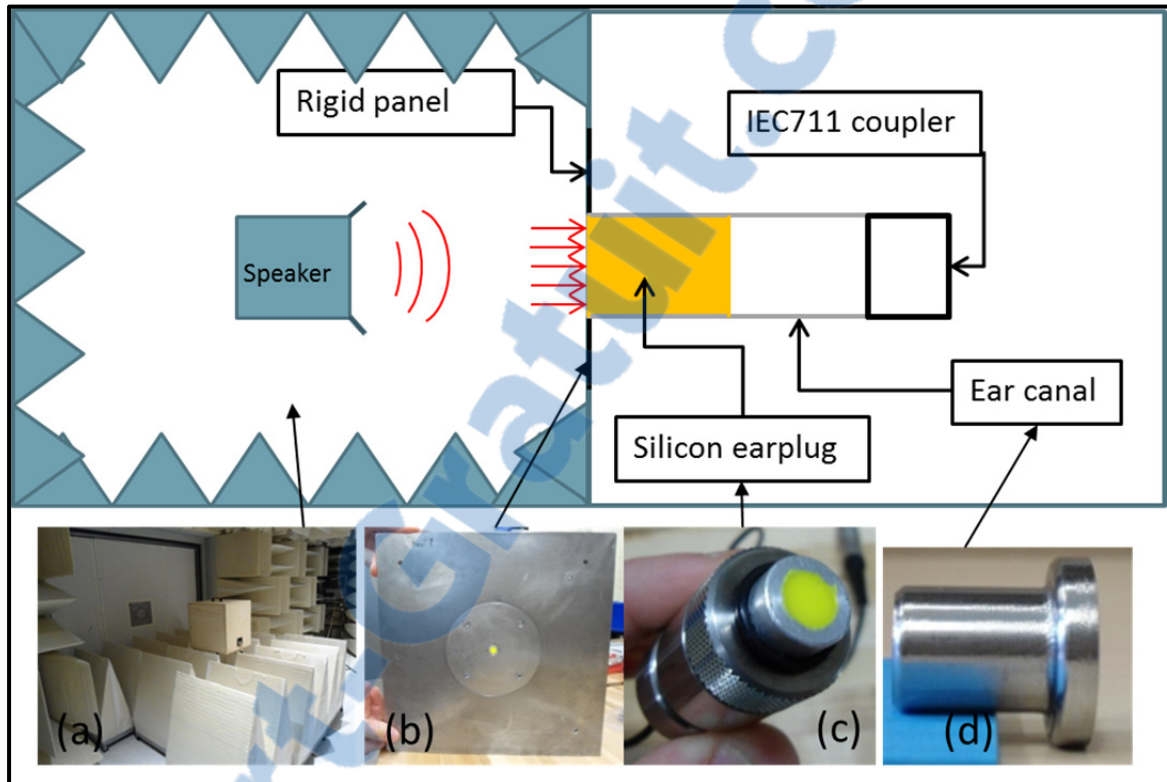 Rigid panel
IEC711 coupler
Speaker
Ear canal
Silicon earplug
(a)
(b)
(c)
(d)